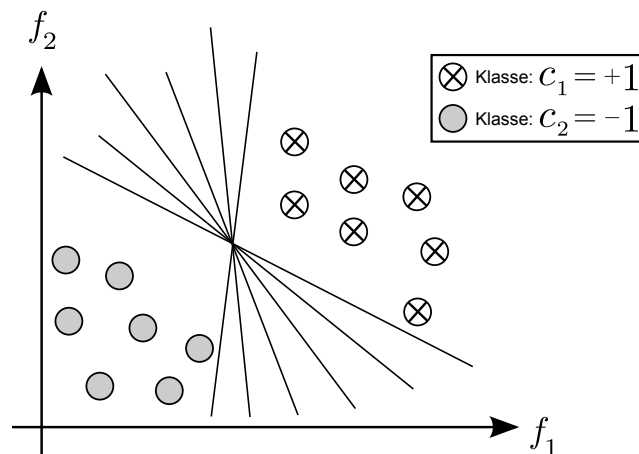 f₂
Klasse: c₁ = +1
Klasse: c₂ = −1
f₁